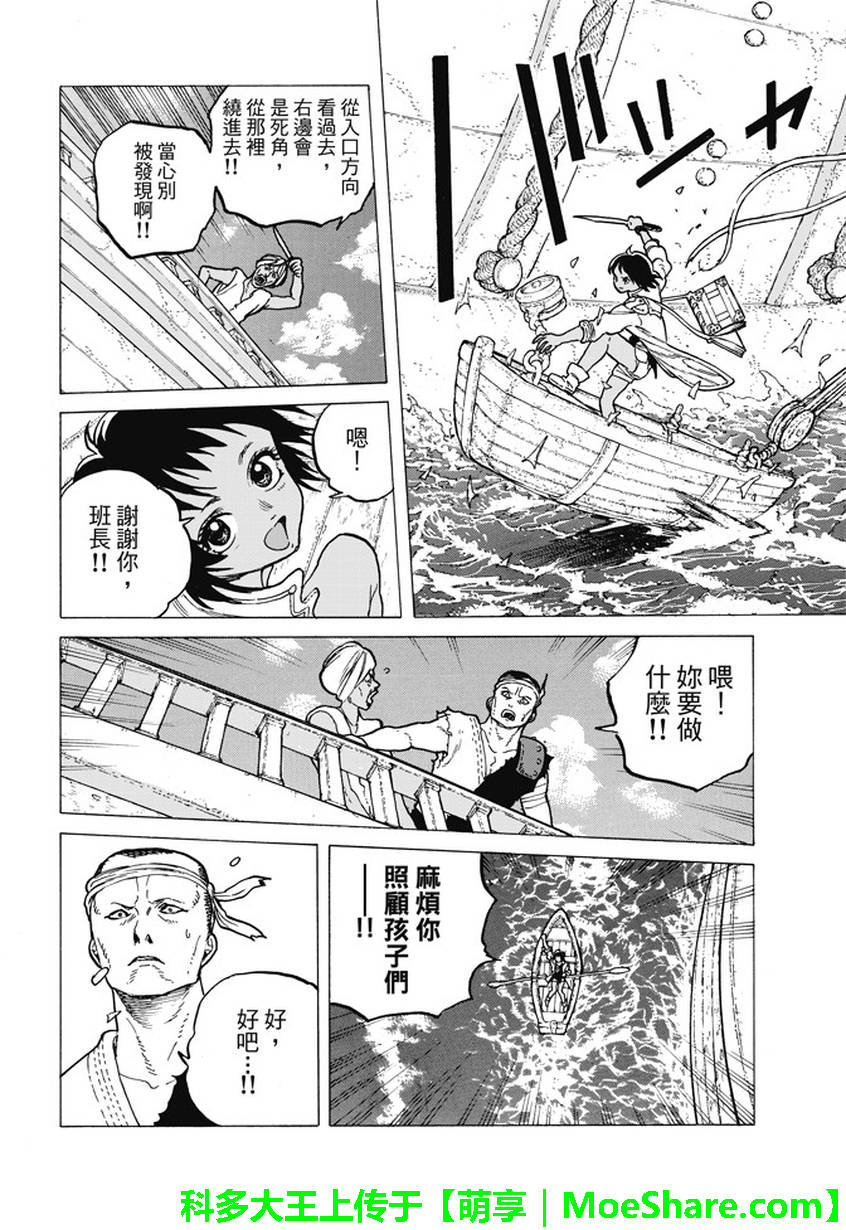 從入口方向
看過去，
右邊會
是死角，
從那裡
繞進去!!
當心別
被發現啊!!
嗯！
謝謝你，
班長!!
喂！
妳要做
什麼!!
麻煩你
照顧孩子們
——!!
好，
好吧…!!
科多大王上传于【萌享｜MoeShare.com】